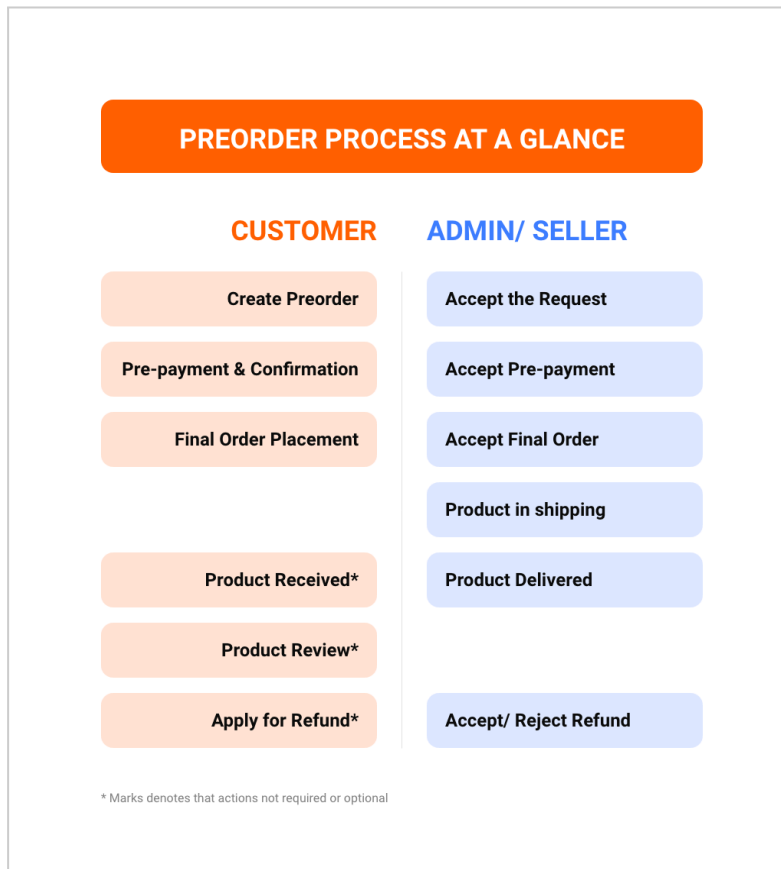 PREORDER PROCESS AT A GLANCE
CUSTOMER
ADMIN/ SELLER
Create Preorder
Accept the Request
Pre-payment & Confirmation
Accept Pre-payment
Final Order Placement
Accept Final Order
Product in shipping
Product Received*
Product Delivered
Product Review*
Apply for Refund*
Accept/ Reject Refund
* Marks denotes that actions not required or optional